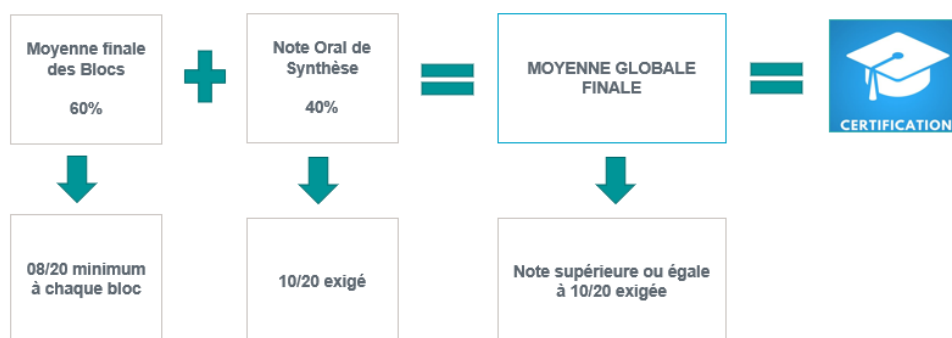 Moyenne finale
des Blocs
60%
Note Oral de
Synthèse
40%
MOYENNE GLOBALE
FINALE
CERTIFICATION
08/20 minimum
à chaque bloc
10/20 exigé
Note supérieure ou égale
à 10/20 exigée